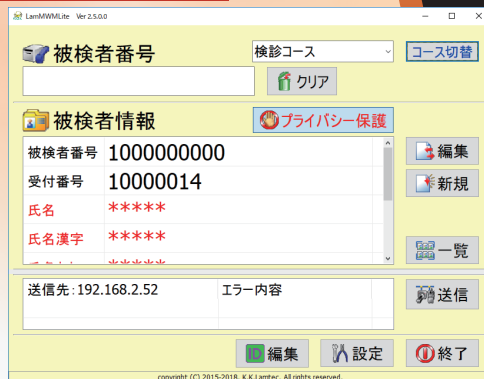 LamMWMLite Ver 2.5.0.0
被検者番号
検診コース
コース切替
クリア
被検者情報
プライバシー保護
被検者番号 1000000000
受付番号 10000014
氏名 *****
氏名漢字 *****
編集
新規
一覧
送信先:192.168.2.52
エラー内容
送信
ID 編集
設定
終了
copyright (C) 2015-2018, K.K.Lamtec. All rights reserved.